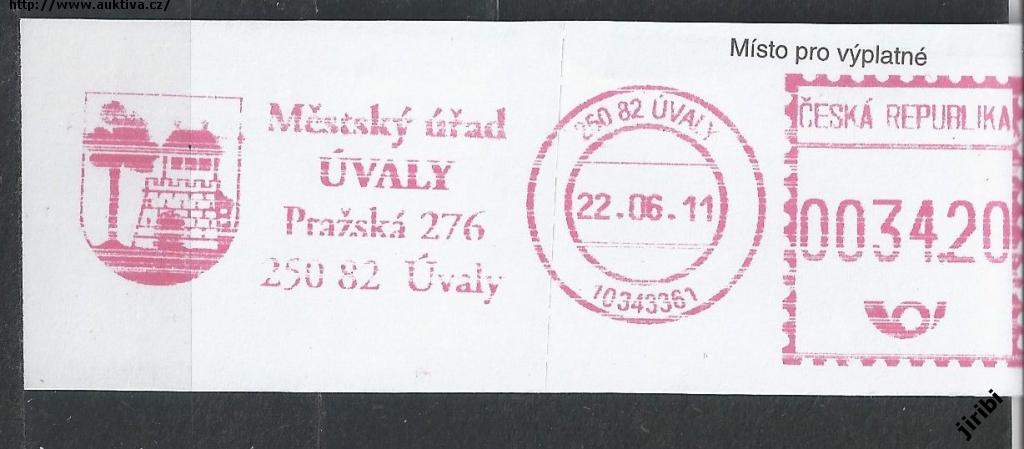 http://www.auktiva.cz/
Místo pro výplatné
Městský úřad
ÚVALY
Pražská 276
250 82 Úvaly
250 82 ÚVALY
22.06.11
10343361
ČESKÁ REPUBLIKA
003420
jiribi